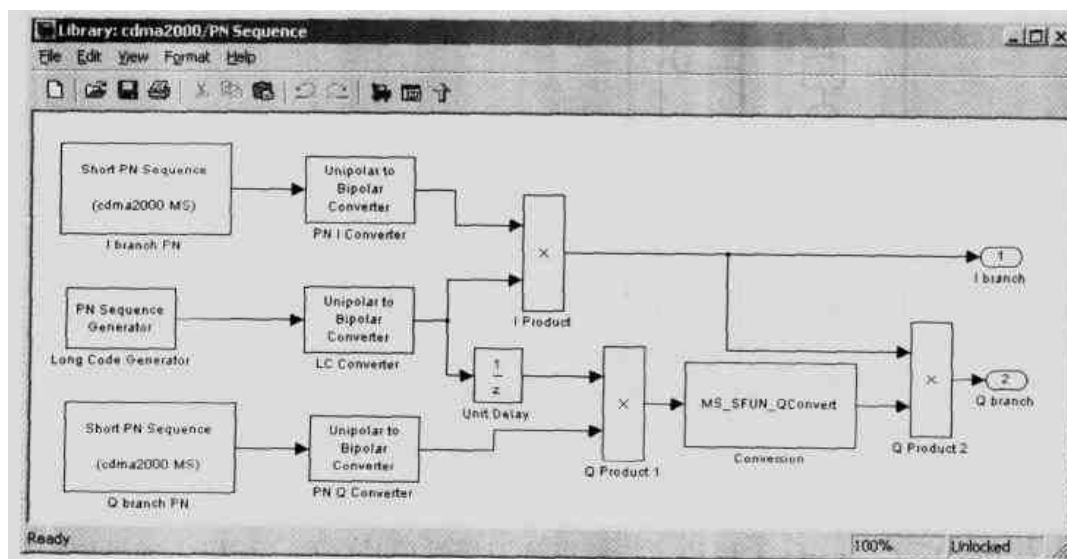 Library: cdma2000/PN Sequence
File Edit View Format Help
Short PN Sequence
(cdma2000 MS)
I branch PN
Unipolar to
Bipolar
Converter
PN I Converter
×
I Product
1
I branch
PN Sequence
Generator
Long Code Generator
Unipolar to
Bipolar
Converter
LC Converter
1
z
Unit Delay
×
Q Product 1
MS_SFUN_QConvert
Conversion
×
Q Product 2
2
Q branch
Short PN Sequence
(cdma2000 MS)
Q branch PN
Unipolar to
Bipolar
Converter
PN Q Converter
Ready
100%
Unlocked